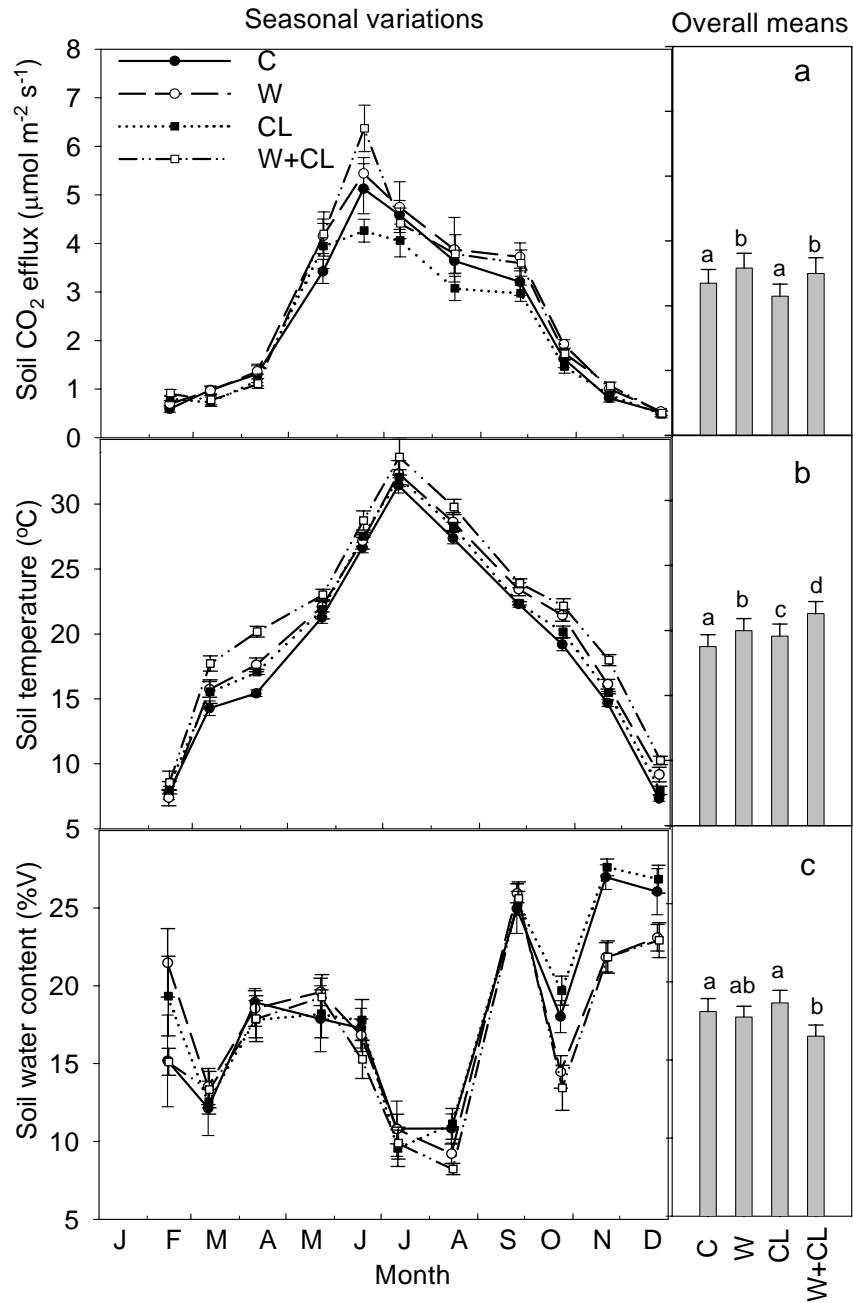 Seasonal variations
Overall means
Soil CO2 efflux (μmol m-2 s-1)
8
7
6
5
4
3
2
1
0
C
W
CL
W+CL
a
a b a b
Soil temperature (ºC)
30
25
20
15
10
5
b
a b c d
Soil water content (%V)
25
20
15
10
5
c
a ab a b
J F M A M J J A S O N D
Month
C W CL W+CL